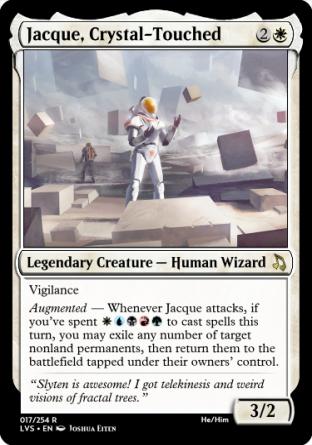 Jacque, Crystal-Touched 2
Legendary Creature — Human Wizard
Vigilance
Augmented — Whenever Jacque attacks, if
you've spent to cast spells this
turn, you may exile any number of target
nonland permanents, then return them to the
battlefield tapped under their owners' control.
"Slyten is awesome! I got telekinesis and weird
visions of fractal trees."
3/2
017/254 R He/Him
LVS • EN Joshua Eiten